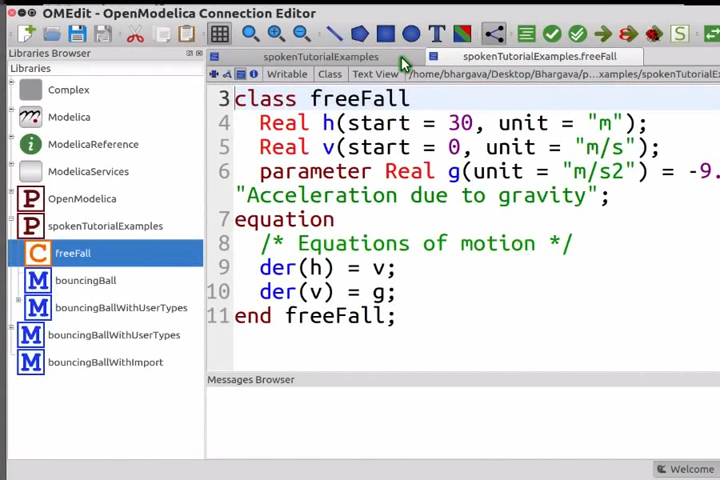 OMEdit - OpenModelica Connection Editor
Libraries Browser
Libraries
Complex
Modelica
ModelicaReference
ModelicaServices
OpenModelica
spokenTutorialExamples
freeFall
bouncingBall
bouncingBallWithUserTypes
bouncingBallWithUserTypes
bouncingBallWithImport
spokenTutorialExamples
spokenTutorialExamples.freeFall
Writable Class Text View /home/bhargava/Desktop/Bhargava/p...xamples/spokenTutorialEx
3 class freeFall
4 Real h(start = 30, unit = "m");
5 Real v(start = 0, unit = "m/s");
6 parameter Real g(unit = "m/s2") = -9.
"Acceleration due to gravity";
7 equation
8 /* Equations of motion */
9 der(h) = v;
10 der(v) = g;
11 end freeFall;
Messages Browser
Welcome